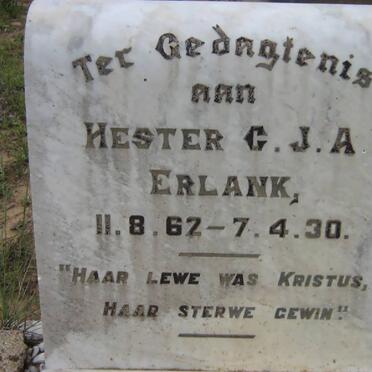 Ter Gedagtenis
aan
HESTER C.J.A
ERLANK,
11.8.62-7.4.30.
"HAAR LEWE WAS KRISTUS,
HAAR STERWE GEWIN".